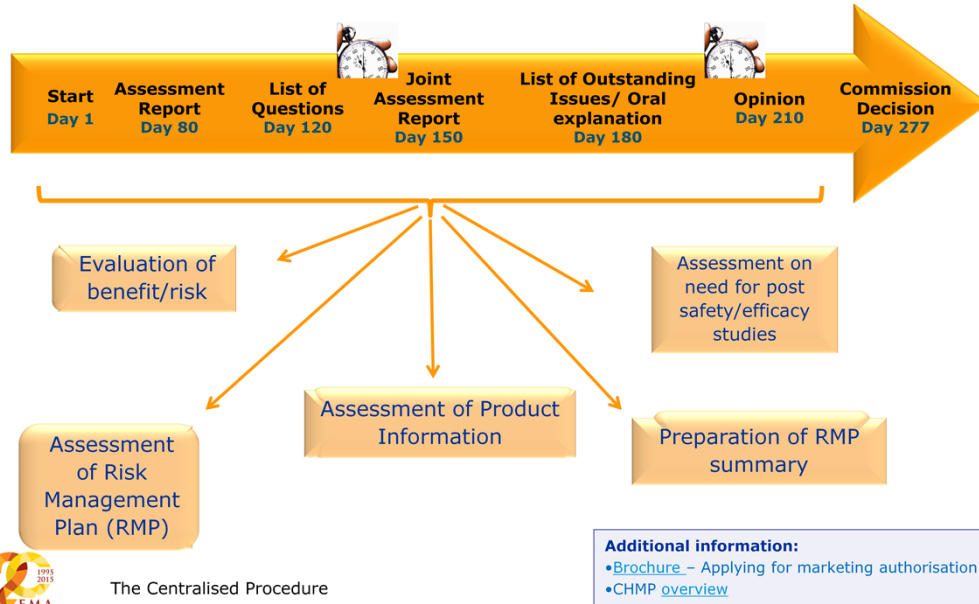 Start
Day 1
Assessment
Report
Day 80
List of
Questions
Day 120
Joint
Assessment
Report
Day 150
List of Outstanding
Issues/ Oral
explanation
Day 180
Opinion
Day 210
Commission
Decision
Day 277
Evaluation of
benefit/risk
Assessment on
need for post
safety/efficacy
studies
Assessment of Product
Information
Assessment
of Risk
Management
Plan (RMP)
Preparation of RMP
summary
1995
2015
EMA
The Centralised Procedure
Additional information:
•Brochure – Applying for marketing authorisation
•CHMP overview